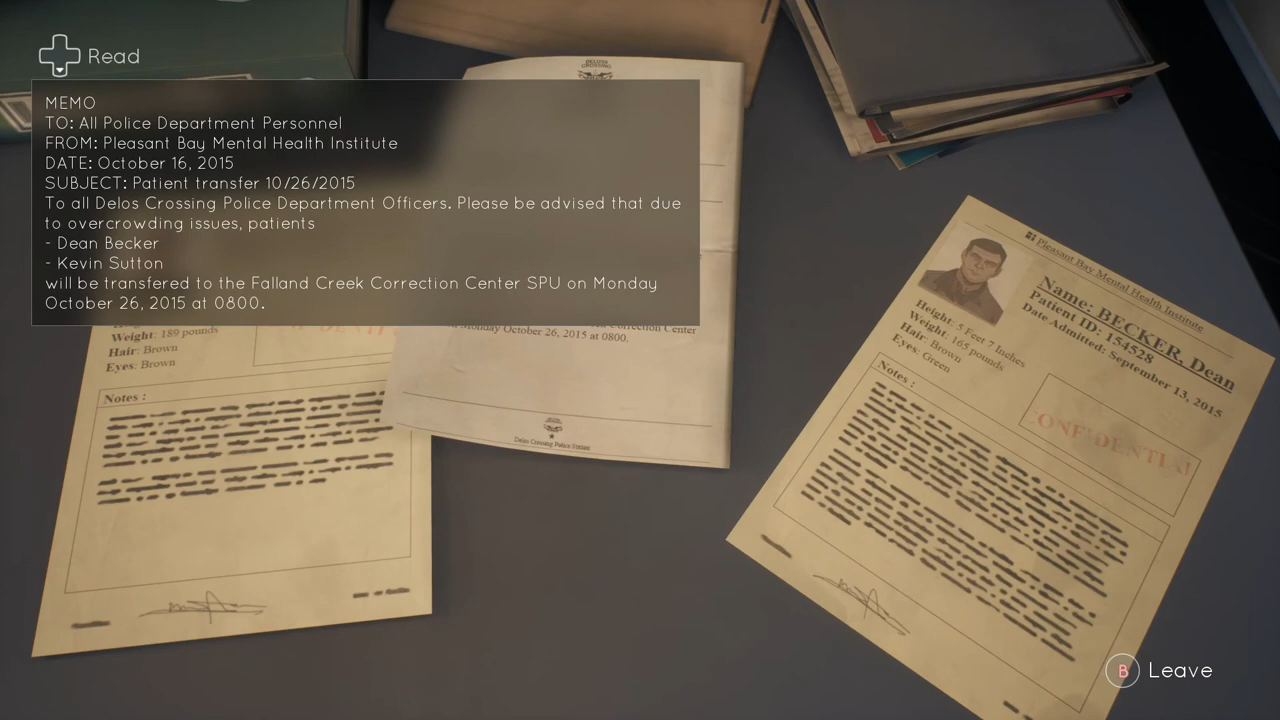 Read
MEMO
TO: All Police Department Personnel
FROM: Pleasant Bay Mental Health Institute
DATE: October 16, 2015
SUBJECT: Patient transfer 10/26/2015
To all Delos Crossing Police Department Officers. Please be advised that due
to overcrowding issues, patients
- Dean Becker
- Kevin Sutton
will be transfered to the Falland Creek Correction Center SPU on Monday
October 26, 2015 at 0800.
DELOS
CROSSING
Correction Center
Monday October 26, 2015 at 0800.
Delos Crossing Police Station
Weight: 189 pounds
Hair: Brown
Eyes: Brown
Notes :
Pleasant Bay Mental Health Institute
Name: BECKER, Dean
Patient ID: 154528
Date Admitted: September 13, 2015
Height: 5 Feet 7 Inches
Weight: 165 pounds
Hair: Brown
Eyes: Green
CONFIDENTIAL
Notes :
B Leave